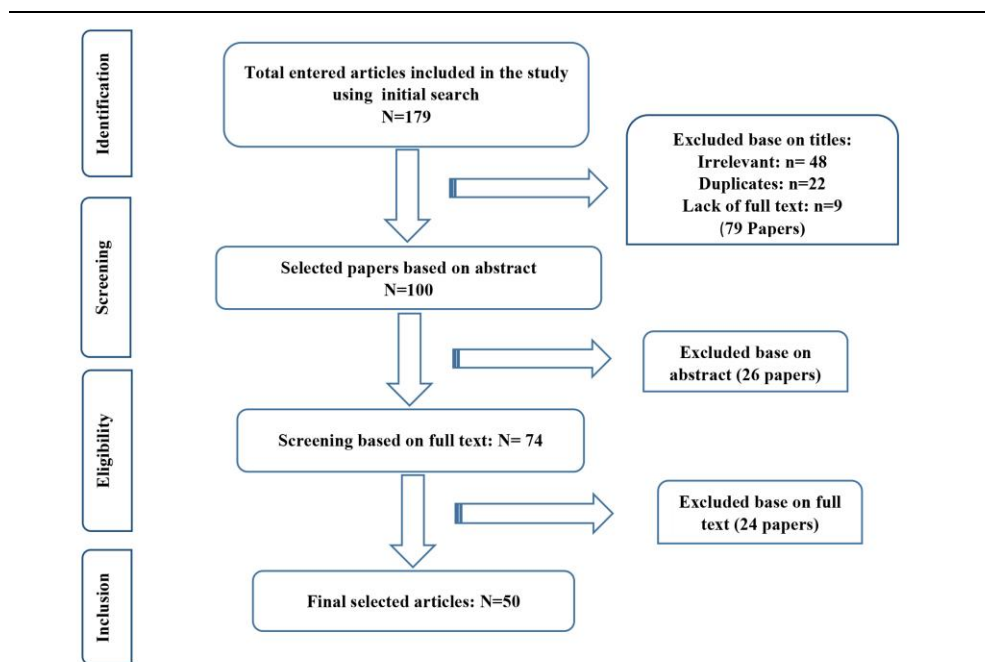 Identification
Total entered articles included in the study
using initial search
N=179
Excluded base on titles:
Irrelevant: n= 48
Duplicates: n=22
Lack of full text: n=9
(79 Papers)
Screening
Selected papers based on abstract
N=100
Excluded base on
abstract (26 papers)
Eligibility
Screening based on full text: N= 74
Excluded base on full
text (24 papers)
Inclusion
Final selected articles: N=50